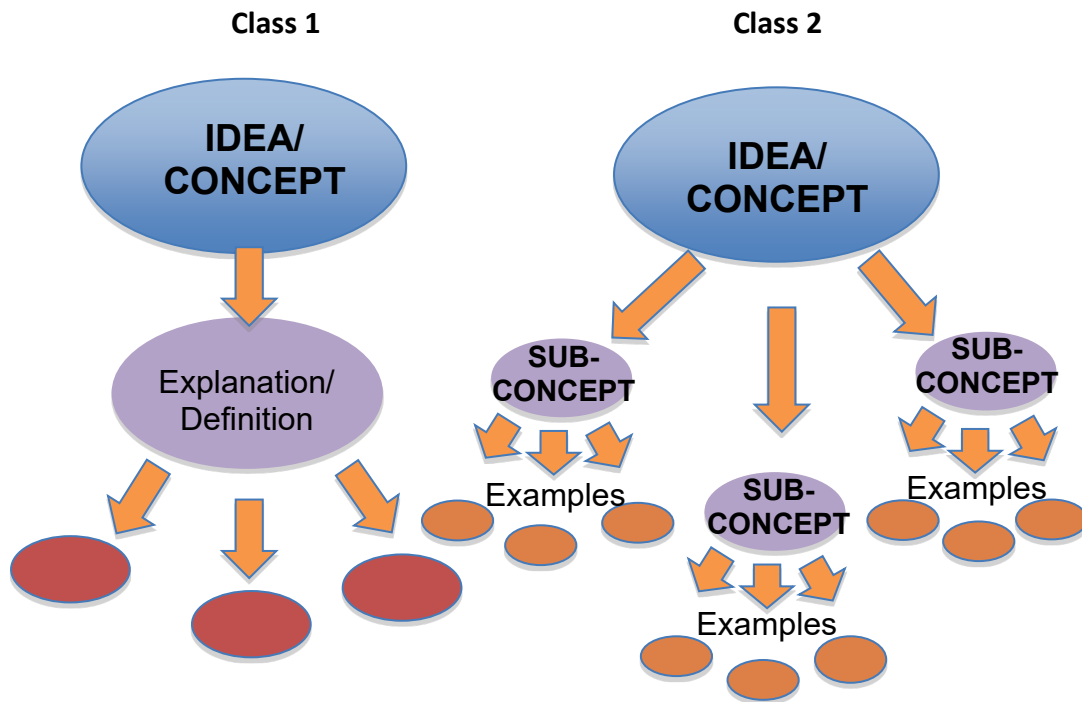 Class 1
Class 2
IDEA/
CONCEPT
IDEA/
CONCEPT
Explanation/
Definition
SUB-
CONCEPT
Examples
SUB-
CONCEPT
Examples
SUB-
CONCEPT
Examples